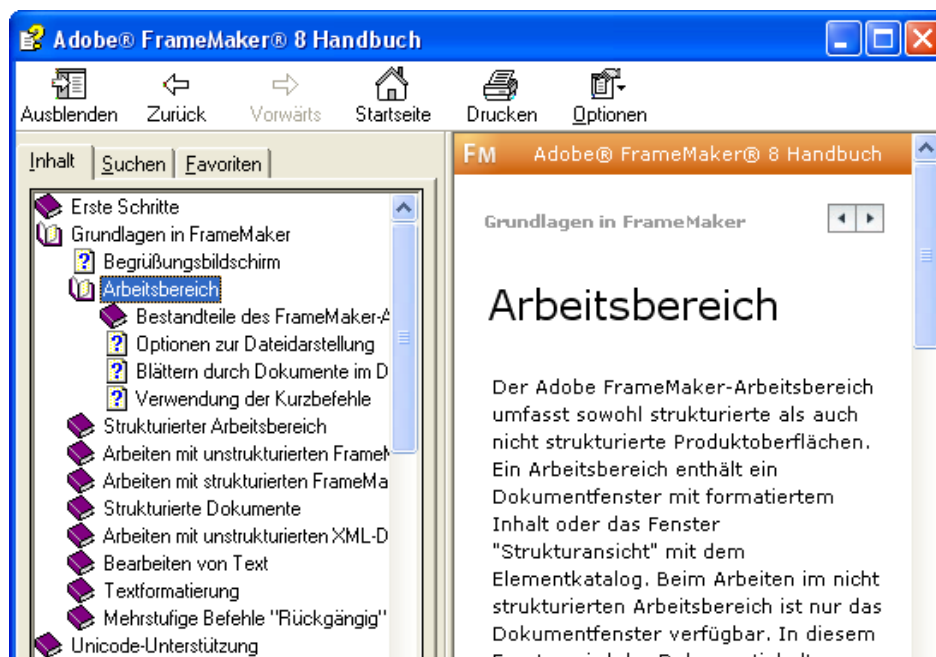 Adobe® FrameMaker® 8 Handbuch
Ausblenden Zurück Vorwärts Startseite Drucken Optionen
Inhalt Suchen Favoriten
Erste Schritte
Grundlagen in FrameMaker
Begrüßungsbildschirm
Arbeitsbereich
Bestandteile des FrameMaker-A
Optionen zur Dateidarstellung
Blättern durch Dokumente im D
Verwendung der Kurzbefehle
Strukturierter Arbeitsbereich
Arbeiten mit unstrukturierten FrameM
Arbeiten mit strukturierten FrameMa
Strukturierte Dokumente
Arbeiten mit unstrukturierten XML-D
Bearbeiten von Text
Textformatierung
Mehrstufige Befehle "Rückgängig"
Unicode-Unterstützung
FM Adobe® FrameMaker® 8 Handbuch
Grundlagen in FrameMaker
Arbeitsbereich
Der Adobe FrameMaker-Arbeitsbereich
umfasst sowohl strukturierte als auch
nicht strukturierte Produktoberflächen.
Ein Arbeitsbereich enthält ein
Dokumentfenster mit formatiertem
Inhalt oder das Fenster
"Strukturansicht" mit dem
Elementkatalog. Beim Arbeiten im nicht
strukturierten Arbeitsbereich ist nur das
Dokumentfenster verfügbar. In diesem